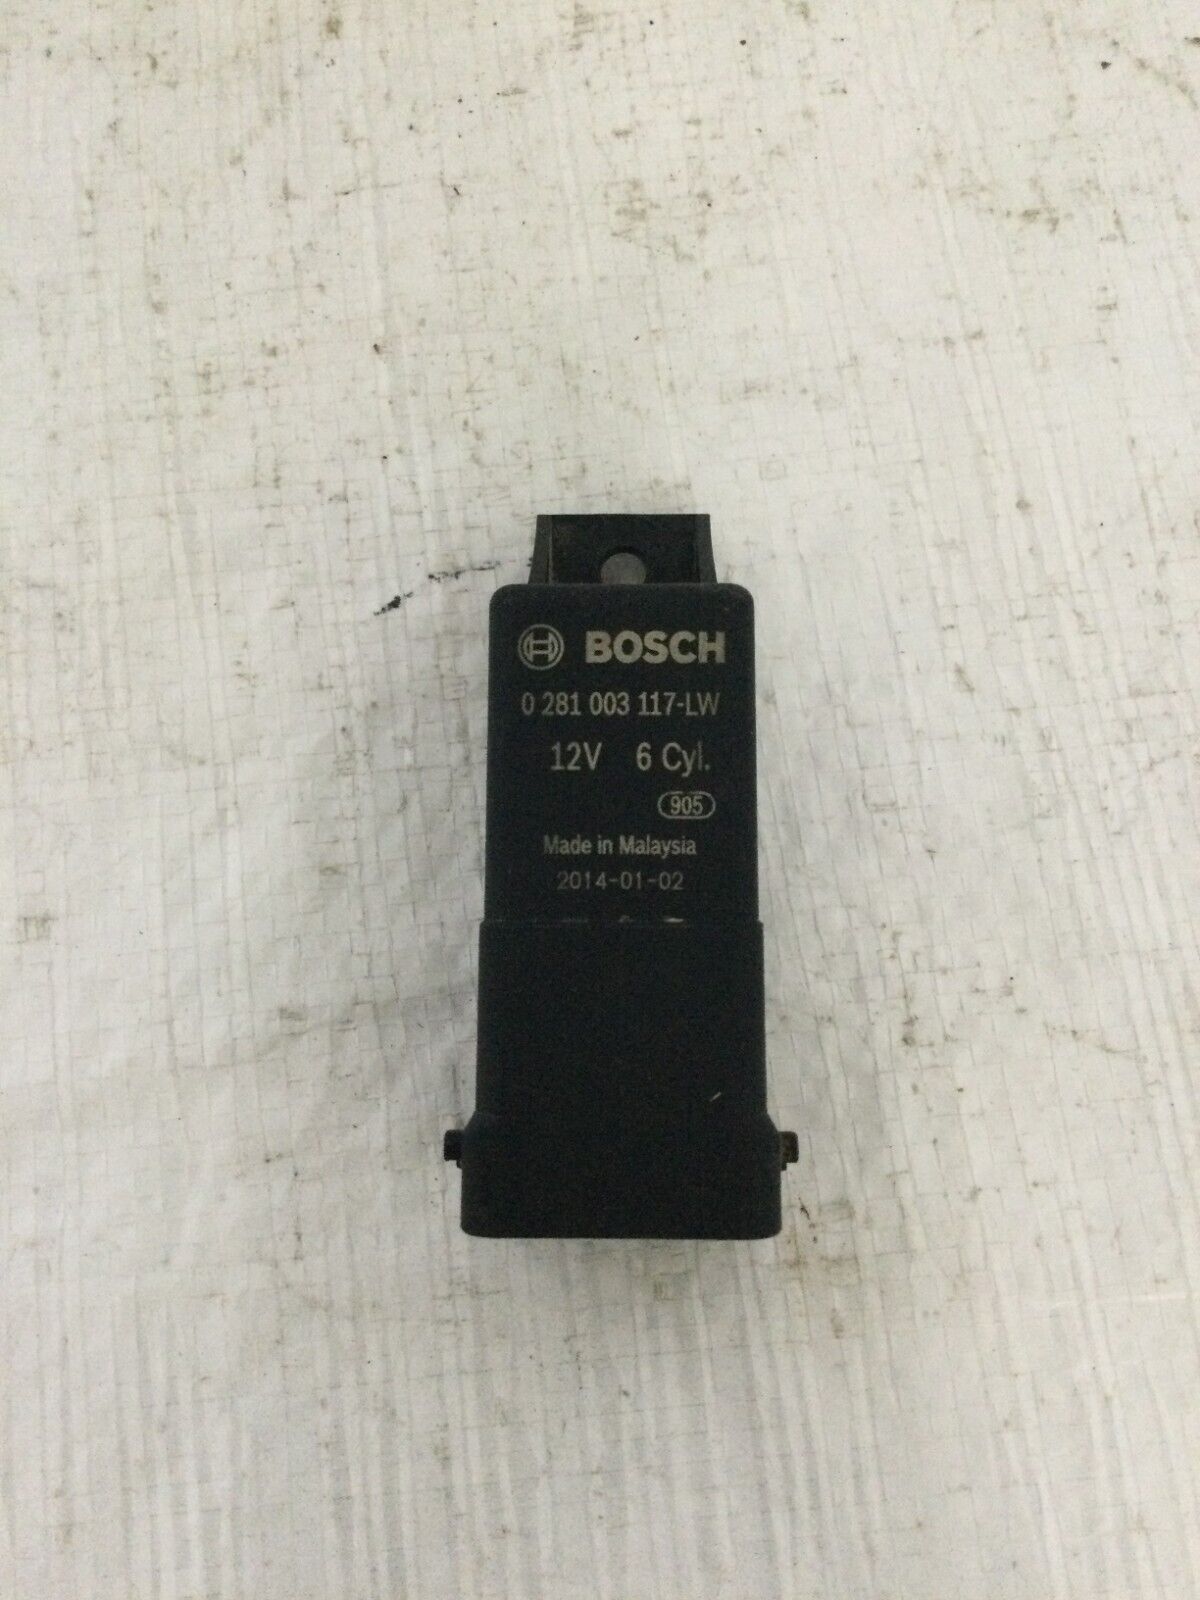 BOSCH
0 281 003 117-LW
12V 6 Cyl.
905
Made in Malaysia
2014-01-02